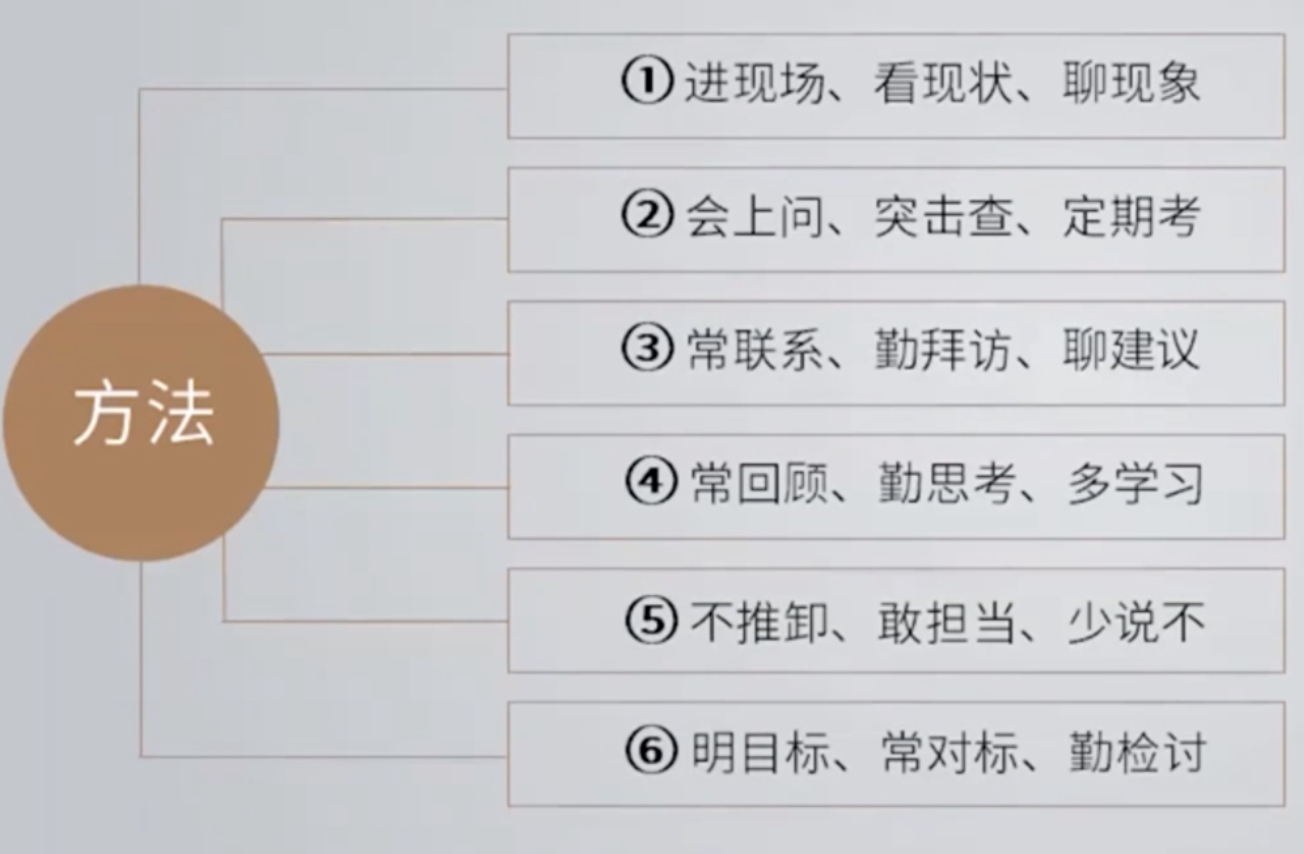 方法
①进现场、看现状、聊现象
②会上问、突击查、定期考
③常联系、勤拜访、聊建议
④常回顾、勤思考、多学习
⑤不推卸、敢担当、少说不
⑥明目标、常对标、勤检讨